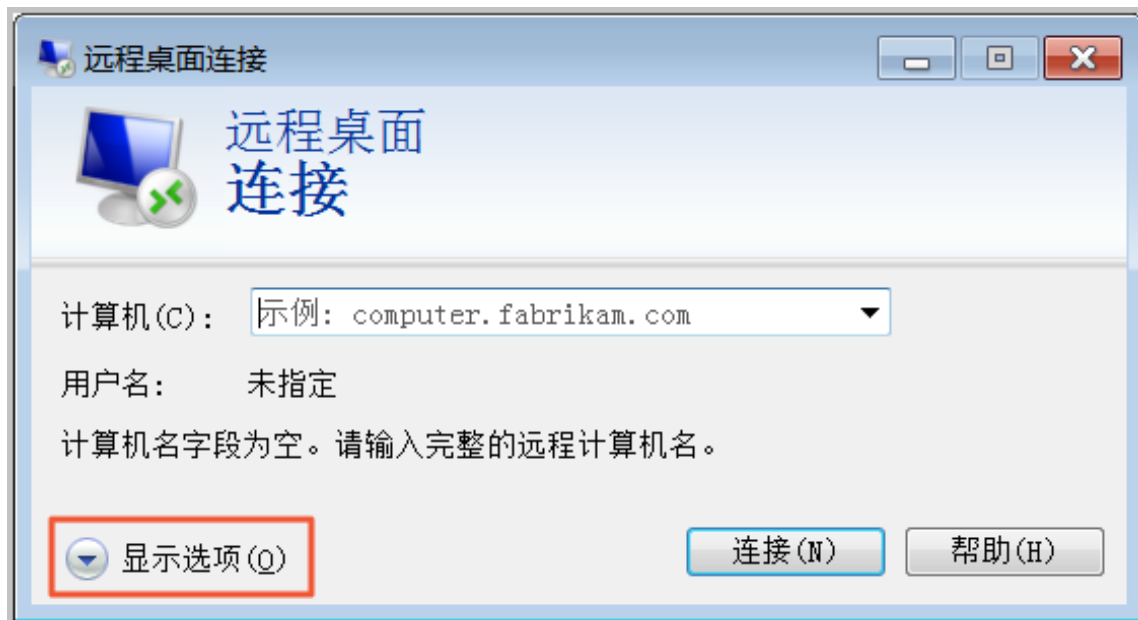 远程桌面连接
远程桌面
连接
计算机(C): 示例: computer.fabrikam.com
用户名: 未指定
计算机名字段为空。请输入完整的远程计算机名。
显示选项(O) 连接(N) 帮助(H)